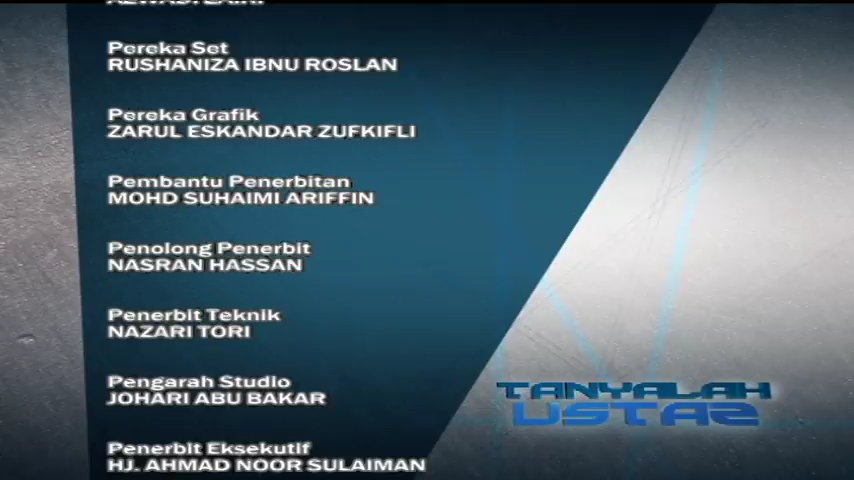 Pereka Set
RUSHANIZA IBNU ROSLAN
Pereka Grafik
ZARUL ESKANDAR ZUFKIFLI
Pembantu Penerbitan
MOHD SUHAIMI ARIFFIN
Penolong Penerbit
NASRAN HASSAN
Penerbit Teknik
NAZARI TORI
Pengarah Studio
JOHARI ABU BAKAR
Penerbit Eksekutif
HJ. AHMAD NOOR SULAIMAN
TANYALAH
USTAZ